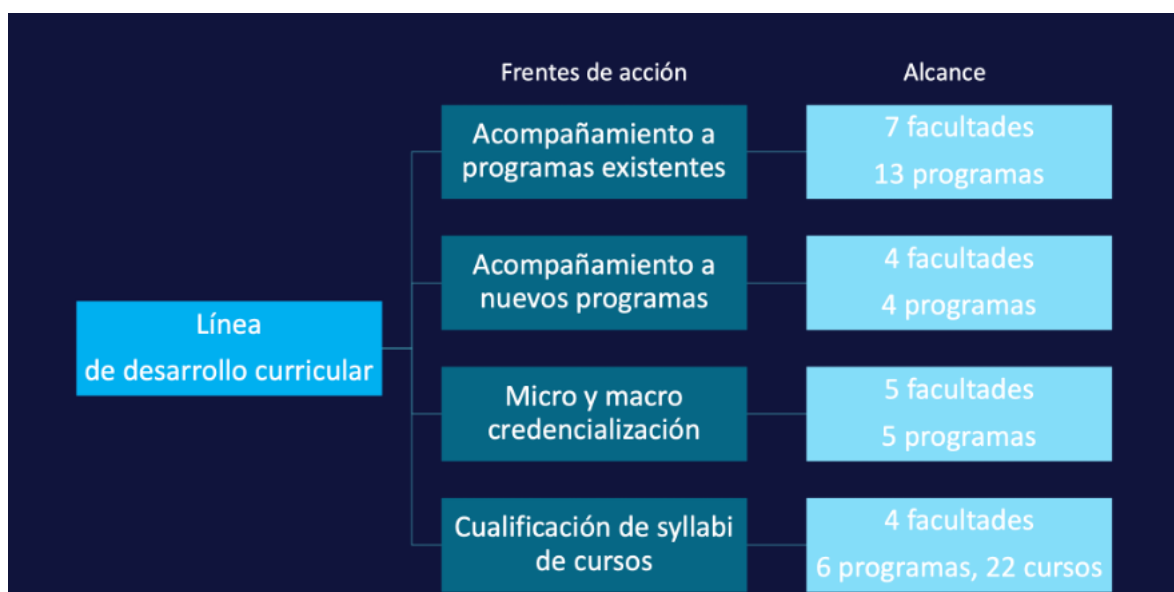 Frentes de acción
Alcance
Acompañamiento a
programas existentes
7 facultades
13 programas
Acompañamiento a
nuevos programas
4 facultades
4 programas
Línea
de desarrollo curricular
Micro y macro
credencialización
5 facultades
5 programas
Cualificación de syllabi
de cursos
4 facultades
6 programas, 22 cursos